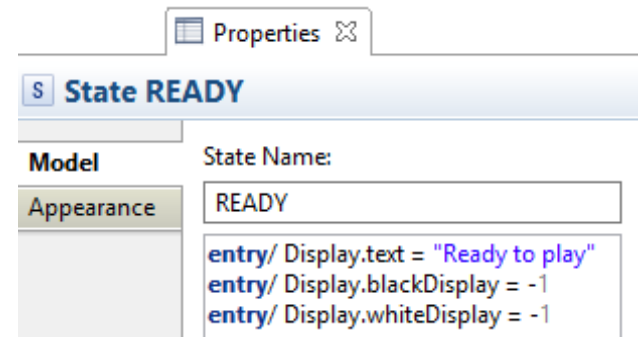 Properties
S State READY
Model
Appearance
State Name:
READY
entry/ Display.text = "Ready to play"
entry/ Display.blackDisplay = -1
entry/ Display.whiteDisplay = -1